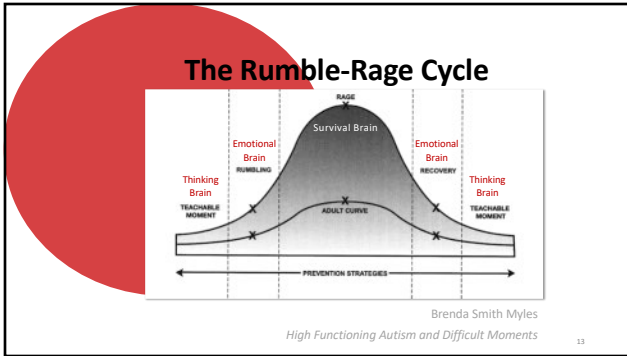 The Rumble-Rage Cycle
RAGE
Survival Brain
Emotional
Brain
RUMBLING
Emotional
Brain
RECOVERY
Thinking
Brain
TEACHABLE
MOMENT
Thinking
Brain
TEACHABLE
MOMENT
ADULT CURVE
PREVENTION STRATEGIES
Brenda Smith Myles
High Functioning Autism and Difficult Moments
13